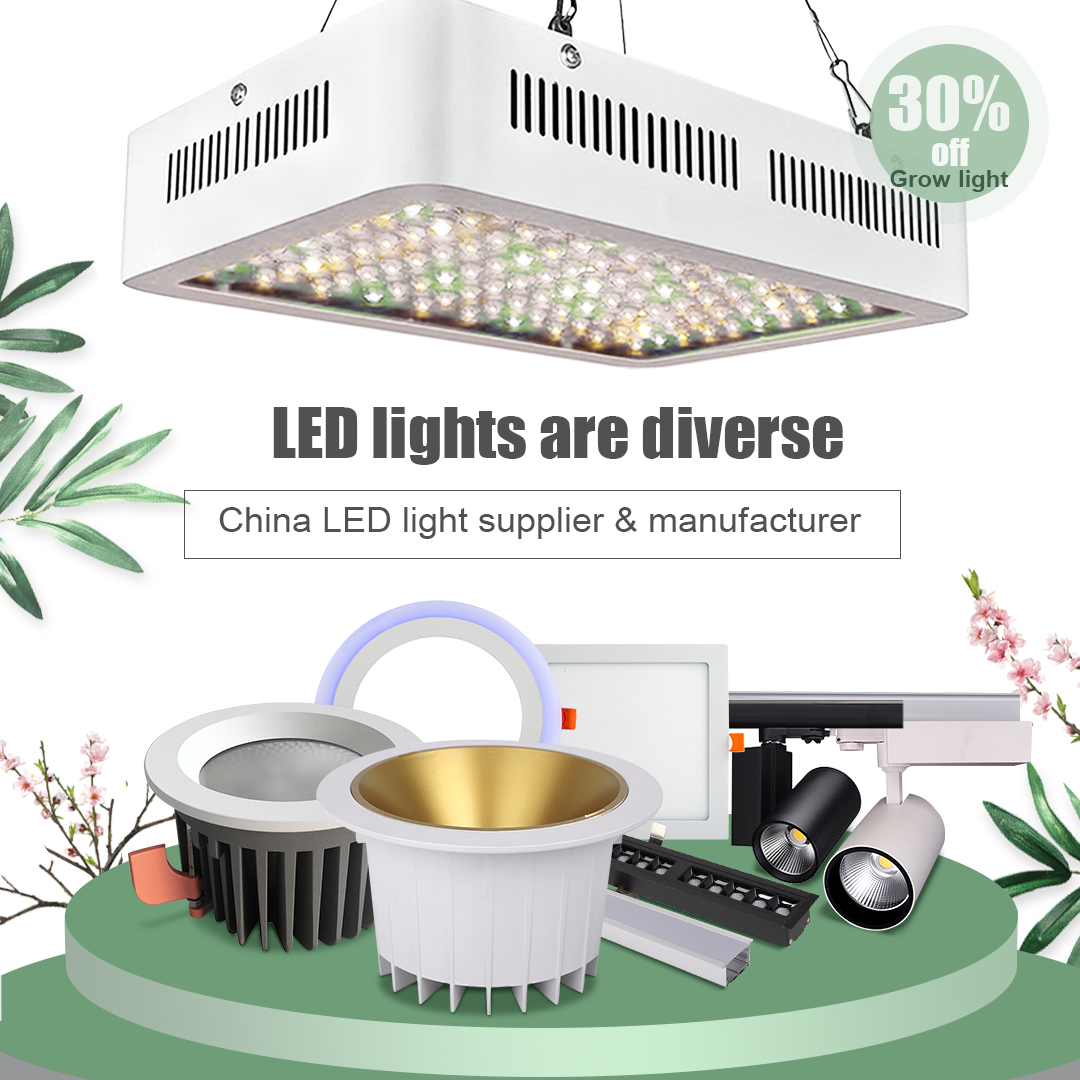 30%
off
Grow light
LED lights are diverse
China LED light supplier & manufacturer